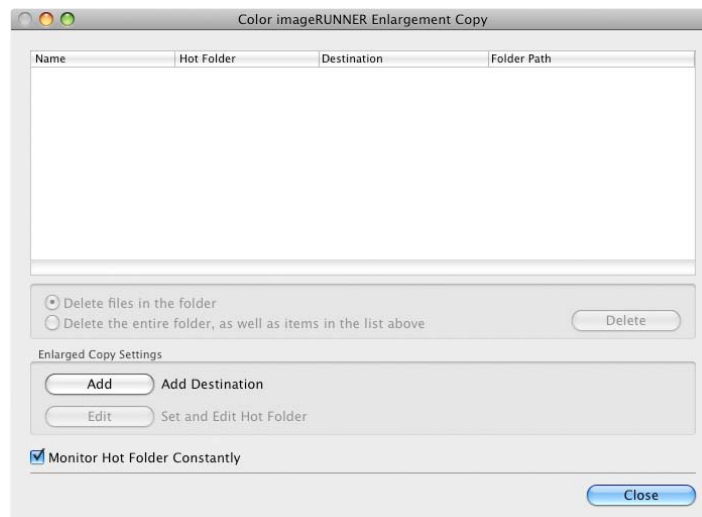 Color imageRUNNER Enlargement Copy
Name Hot Folder Destination Folder Path
Delete files in the folder
Delete the entire folder, as well as items in the list above
Delete
Enlarged Copy Settings
Add Add Destination
Edit Set and Edit Hot Folder
Monitor Hot Folder Constantly
Close